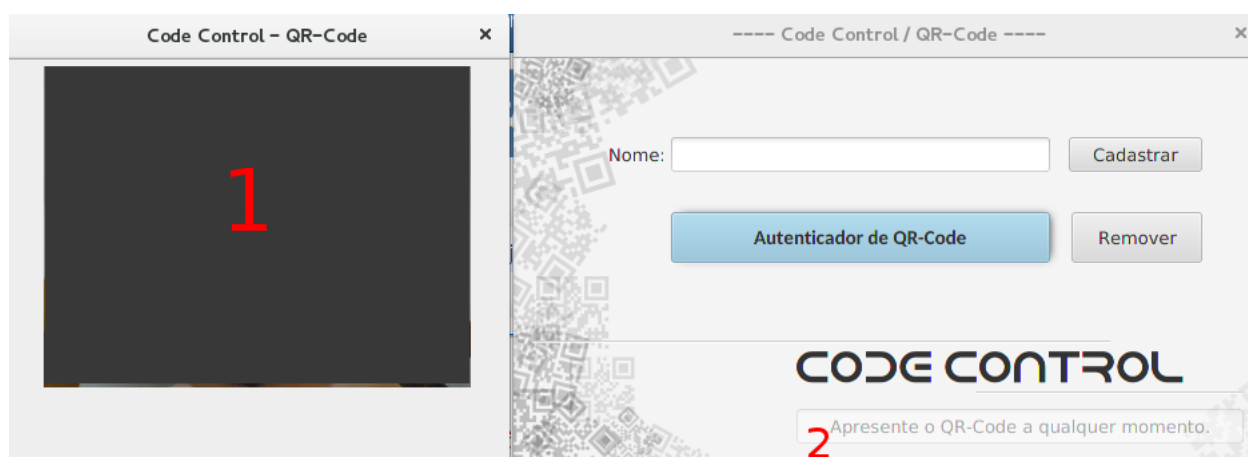 Code Control - QR-Code ×
1
---- Code Control / QR-Code ---- ×
Nome: Cadastrar
Autenticador de QR-Code Remover
CODE CONTROL
Apresente o QR-Code a qualquer momento.
2